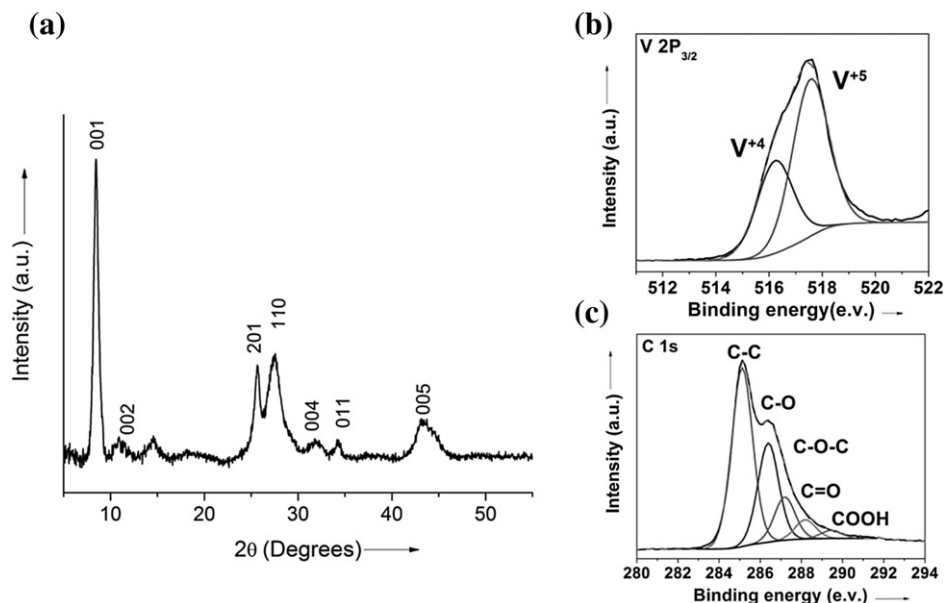 (a)
Intensity (a.u.)
001
002
201
110
004
011
005
10
20
30
40
50
2θ (Degrees)
(b)
V 2P3/2
V+5
V+4
Intensity (a.u.)
512 514 516 518 520 522
Binding energy(e.v.)
(c)
C 1s
C-C
C-O
C-O-C
C=O
COOH
Intensity (a.u.)
280 282 284 286 288 290 292 294
Binding energy (e.v.)